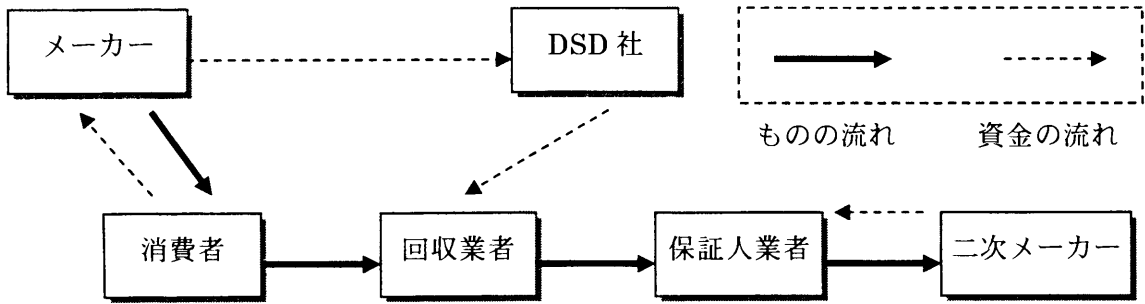 メーカー
DSD 社
ものの流れ
資金の流れ
消費者
回収業者
保証人業者
二次メーカー